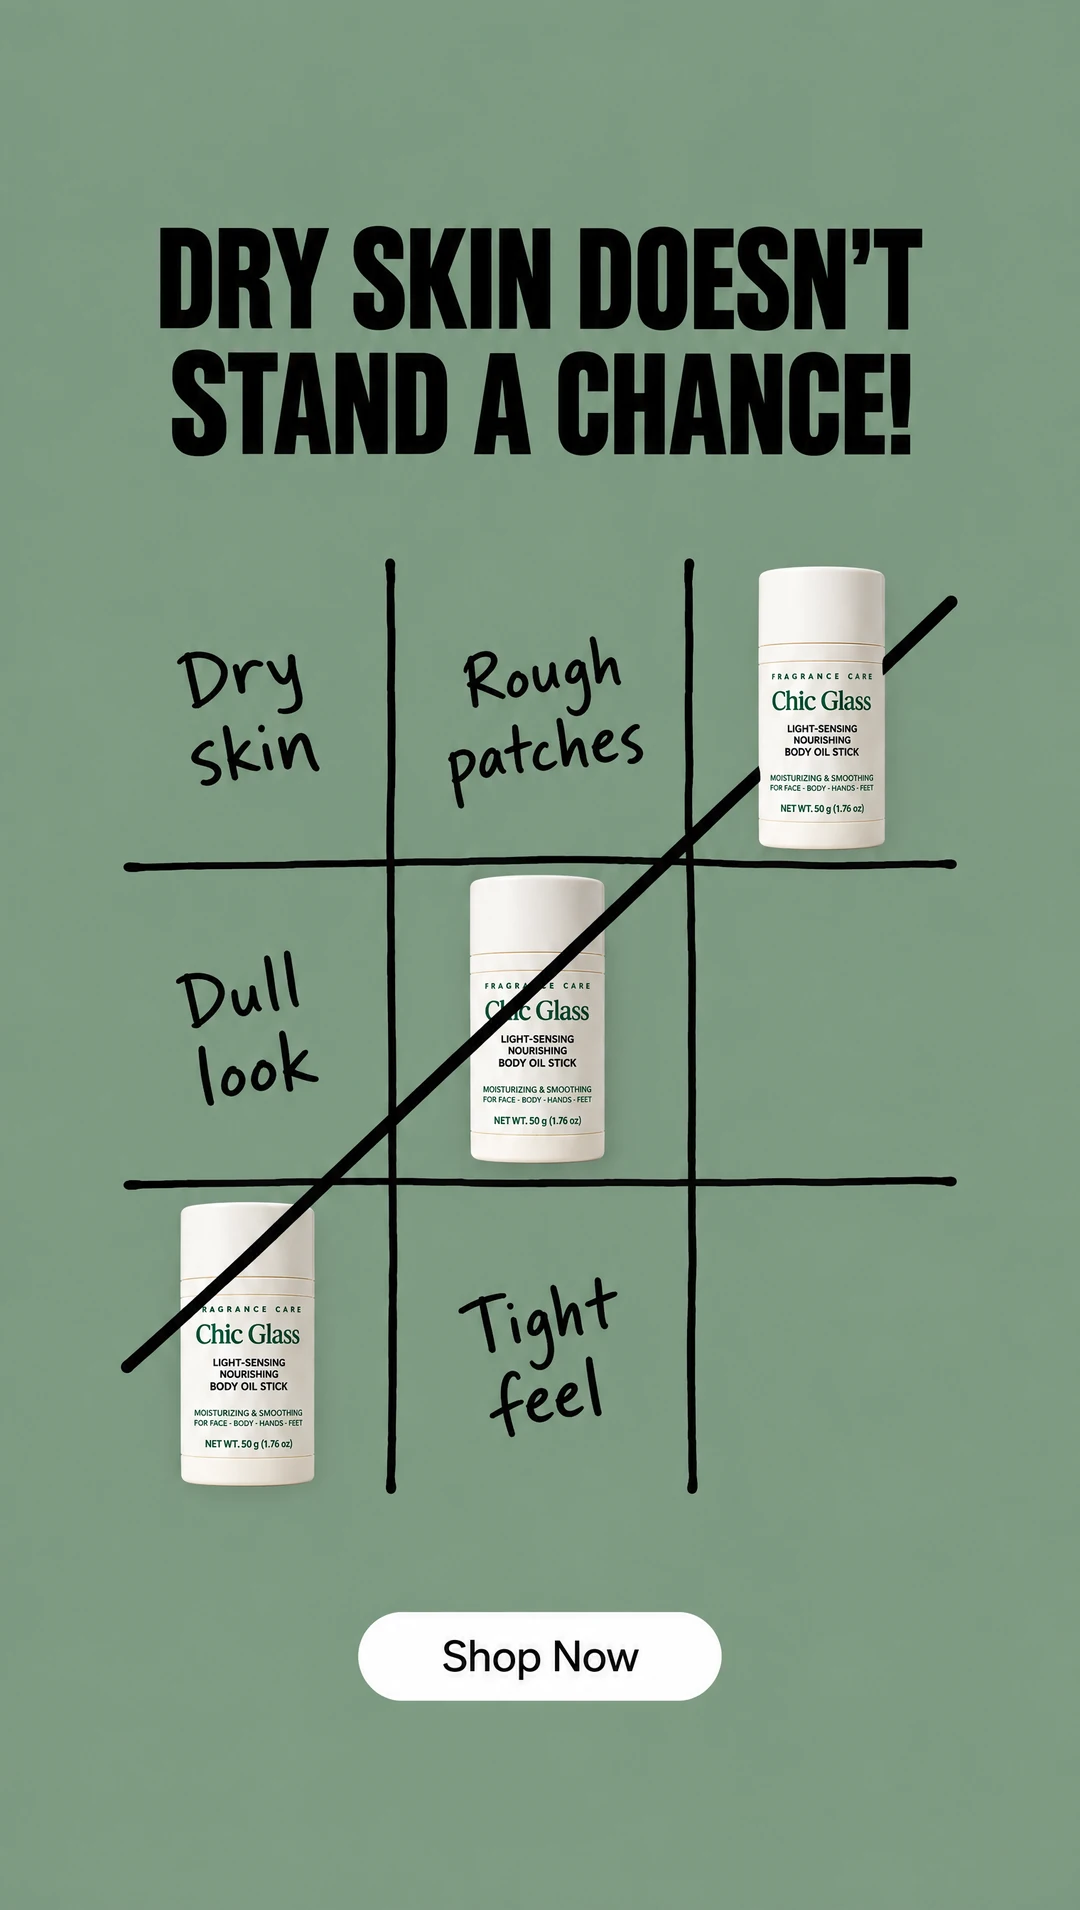 DRY SKIN DOESN’T
STAND A CHANCE!
Dry
skin
Rough
patches
FRAGRANCE CARE
Chic Glass
LIGHT-SENSING
NOURISHING
BODY OIL STICK
MOISTURIZING & SMOOTHING
FOR FACE - BODY - HANDS - FEET
NET WT. 50 g (1.76 oz)
Dull
look
FRAGRANCE CARE
Chic Glass
LIGHT-SENSING
NOURISHING
BODY OIL STICK
MOISTURIZING & SMOOTHING
FOR FACE - BODY - HANDS - FEET
NET WT. 50 g (1.76 oz)
FRAGRANCE CARE
Chic Glass
LIGHT-SENSING
NOURISHING
BODY OIL STICK
MOISTURIZING & SMOOTHING
FOR FACE - BODY - HANDS - FEET
NET WT. 50 g (1.76 oz)
Tight
feel
Shop Now